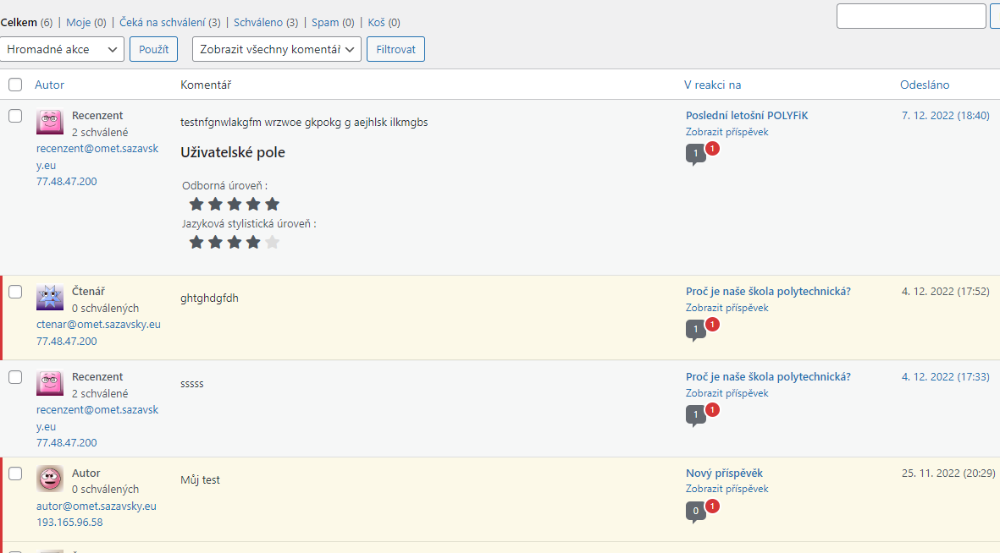 Celkem (6) | Moje (0) | Čeká na schválení (3) | Schváleno (3) | Spam (0) | Koš (0)
Hromadné akce Použít Zobrazit všechny komentář Filtrovat
Autor Komentář V reakci na Odesláno
Recenzent
2 schválené
recenzent@omet.sazavsk
y.eu
77.48.47.200
testnfgnwlakgfm wrzwoe gkpokg g aejhlsk ilkmgbs
Uživatelské pole
Odborná úroveň :
Jazyková stylistická úroveň :
Poslední letošní POLYFiK
Zobrazit příspěvek
1 1
7. 12. 2022 (18:40)
Čtenář
0 schválených
ctenar@omet.sazavsky.eu
77.48.47.200
ghtghdgfdh
Proč je naše škola polytechnická?
Zobrazit příspěvek
1 1
4. 12. 2022 (17:52)
Recenzent
2 schválené
recenzent@omet.sazavsk
y.eu
77.48.47.200
sssss
Proč je naše škola polytechnická?
Zobrazit příspěvek
1 1
4. 12. 2022 (17:33)
Autor
0 schválených
autor@omet.sazavsky.eu
193.165.96.58
Můj test
Nový příspěvěk
Zobrazit příspěvek
0 1
25. 11. 2022 (20:29)